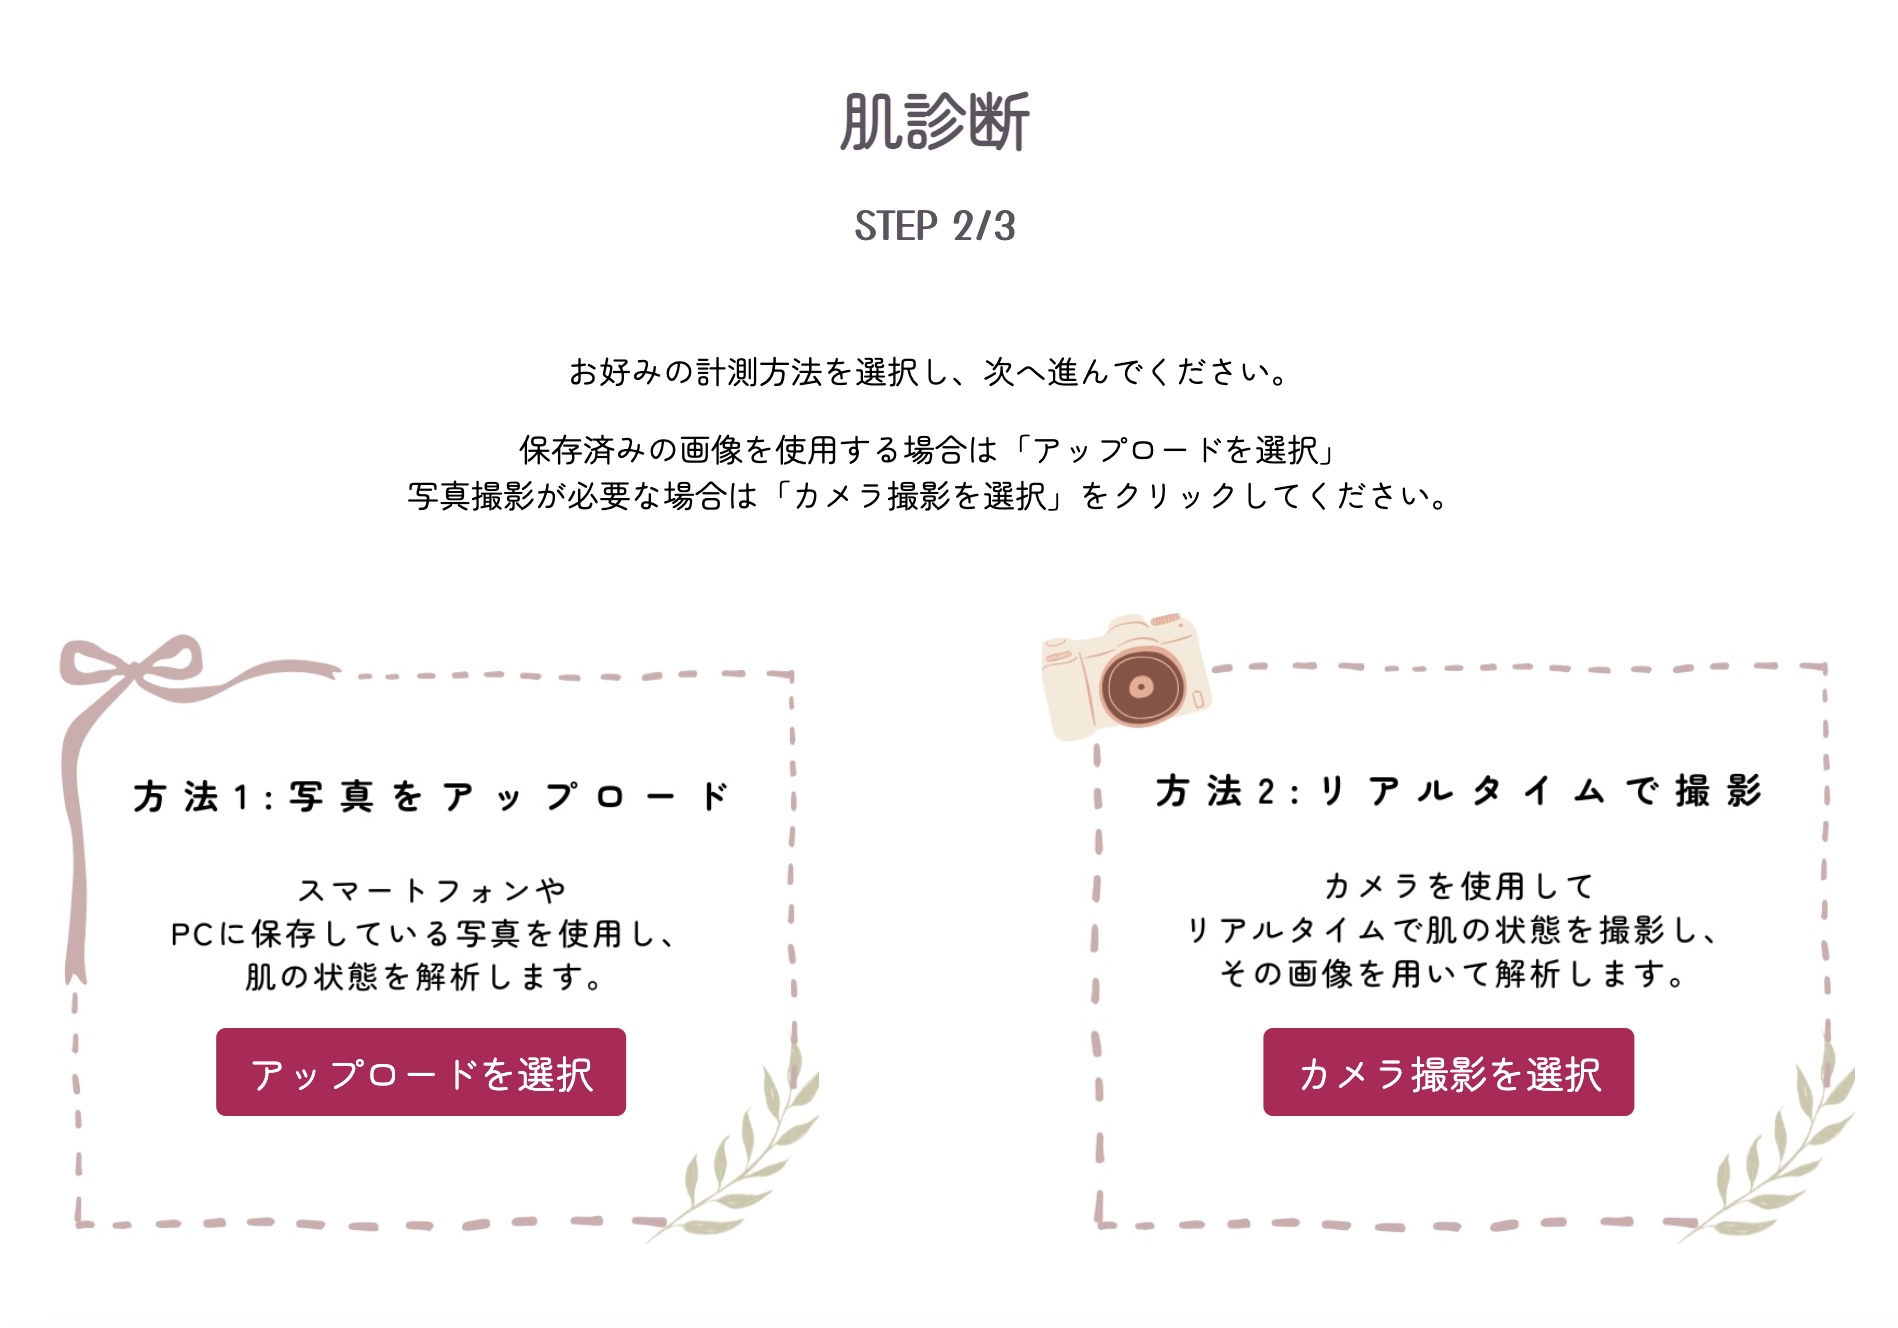 肌診断
STEP 2/3
お好みの計測方法を選択し、次へ進んでください。
保存済みの画像を使用する場合は「アップロードを選択」
写真撮影が必要な場合は「カメラ撮影を選択」をクリックしてください。
方法1:写真をアップロード
スマートフォンや
PCに保存している写真を使用し、
肌の状態を解析します。
アップロードを選択
方法2:リアルタイムで撮影
カメラを使用して
リアルタイムで肌の状態を撮影し、
その画像を用いて解析します。
カメラ撮影を選択